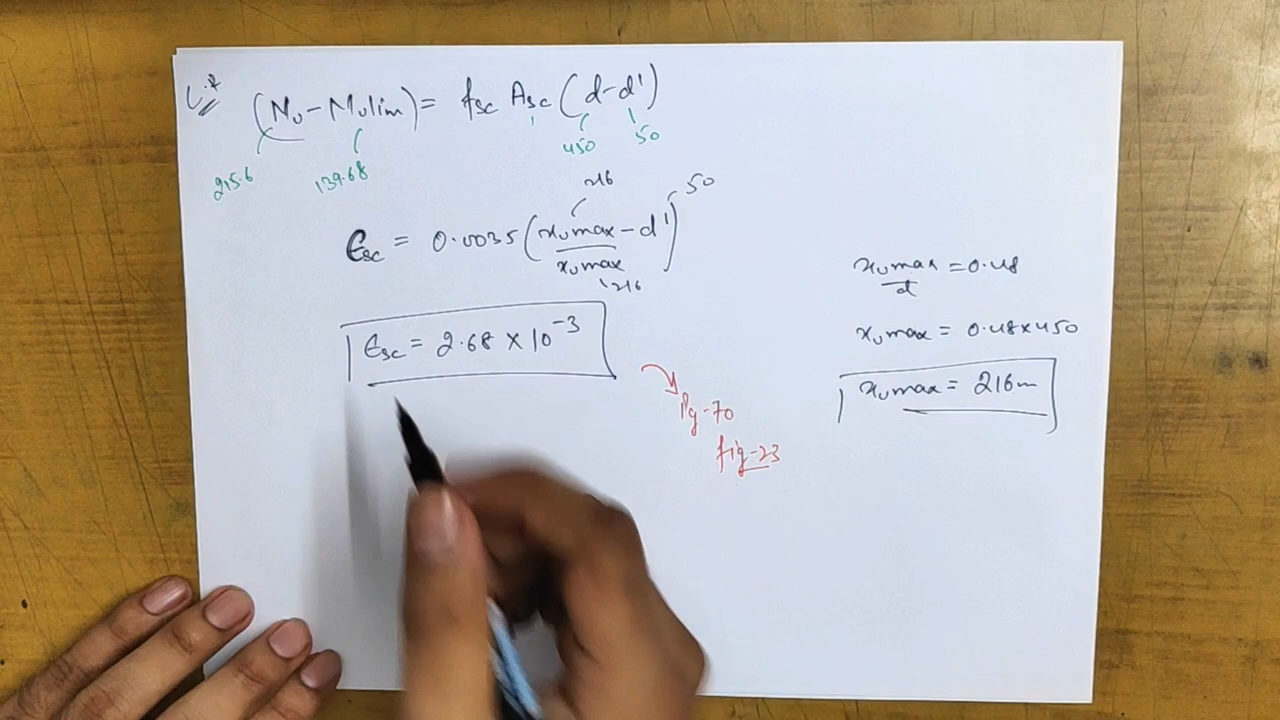 (Mu - Mulim) = fsc Asc (d - d')
215.6 139.68 450 50
216 50
Esc = 0.0035 (xumax - d' / xumax)
216
Esc = 2.68 × 10⁻³
Pg-70
fig-23
xumax / d = 0.48
xumax = 0.48×450
xumax = 216m